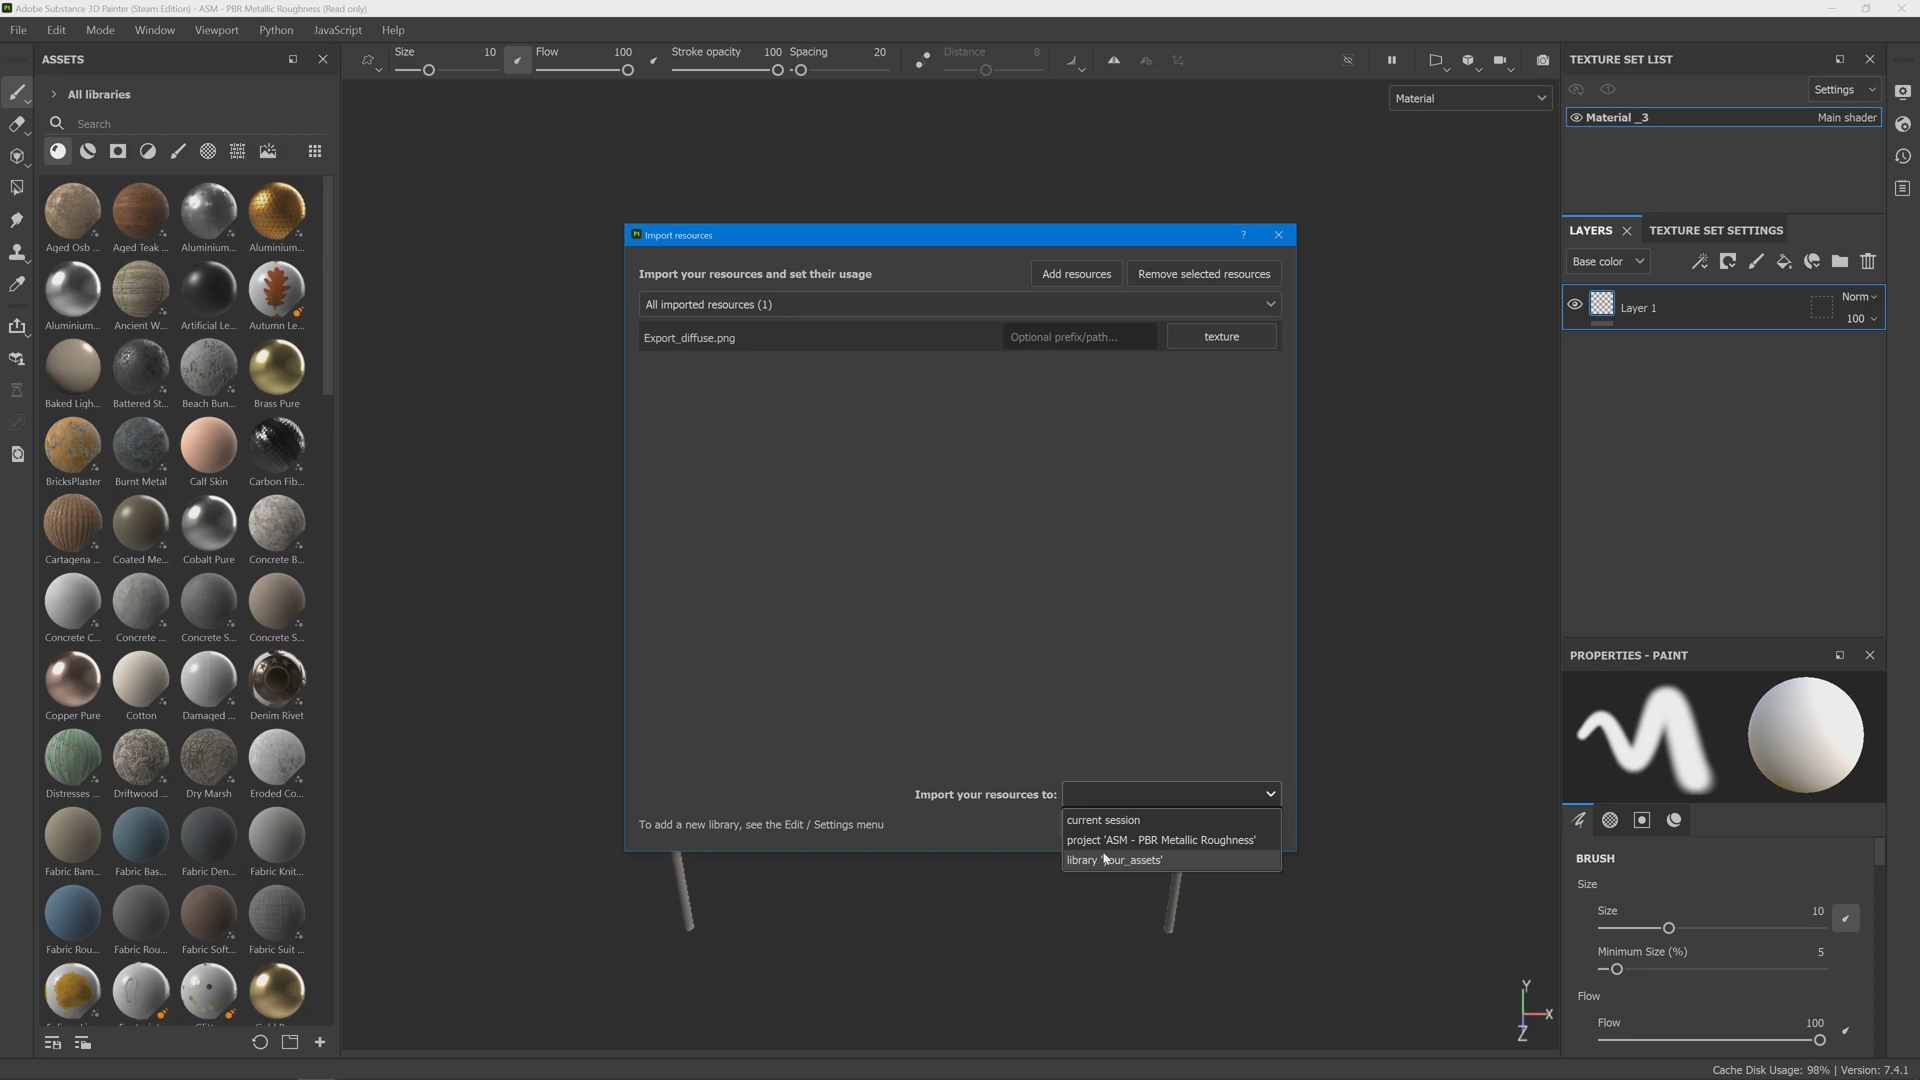 Adobe Substance 3D Painter (Steam Edition) - ASM - PBR Metallic Roughness (Read only)
File Edit Mode Window Viewport Python JavaScript Help
ASSETS
All libraries
Search
Aged Osb ... Aged Teak ... Aluminium... Aluminium...
Aluminium... Ancient W... Artificial Le... Autumn Le...
Baked Ligh... Battered St... Beach Bun... Brass Pure
BricksPlaster Burnt Metal Calf Skin Carbon Fib...
Cartagena ... Coated Me... Cobalt Pure Concrete B...
Concrete C... Concrete ... Concrete S... Concrete S...
Copper Pure Cotton Damaged ... Denim Rivet
Distresses ... Driftwood ... Dry Marsh Eroded Co...
Fabric Bam... Fabric Bas... Fabric Den... Fabric Knit...
Fabric Rou... Fabric Rou... Fabric Soft... Fabric Suit ...
Size 10 Flow 100 Stroke opacity 100 Spacing 20 Distance 8
Material
Import resources
Import your resources and set their usage Add resources Remove selected resources
All imported resources (1)
Export_diffuse.png Optional prefix/path... texture
Import your resources to:
To add a new library, see the Edit / Settings menu
current session
project 'ASM - PBR Metallic Roughness'
library 'your_assets'
Y
X
Z
TEXTURE SET LIST
Settings
Material _3 Main shader
LAYERS TEXTURE SET SETTINGS
Base color
Layer 1 Norm
100
PROPERTIES - PAINT
BRUSH
Size
Size 10
Minimum Size (%) 5
Flow
Flow 100
Cache Disk Usage: 98% | Version: 7.4.1